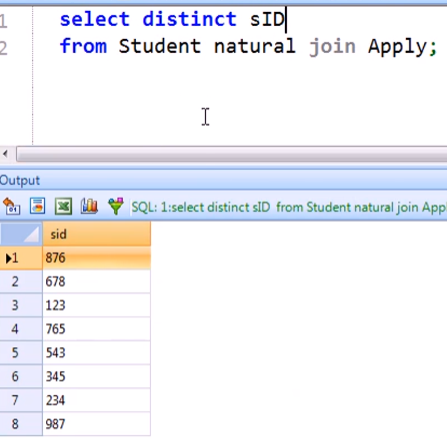 1 select distinct sID
2 from Student natural join Apply;
Output
SQL: 1:select distinct sID from Student natural join App
sid
1 876
2 678
3 123
4 765
5 543
6 345
7 234
8 987